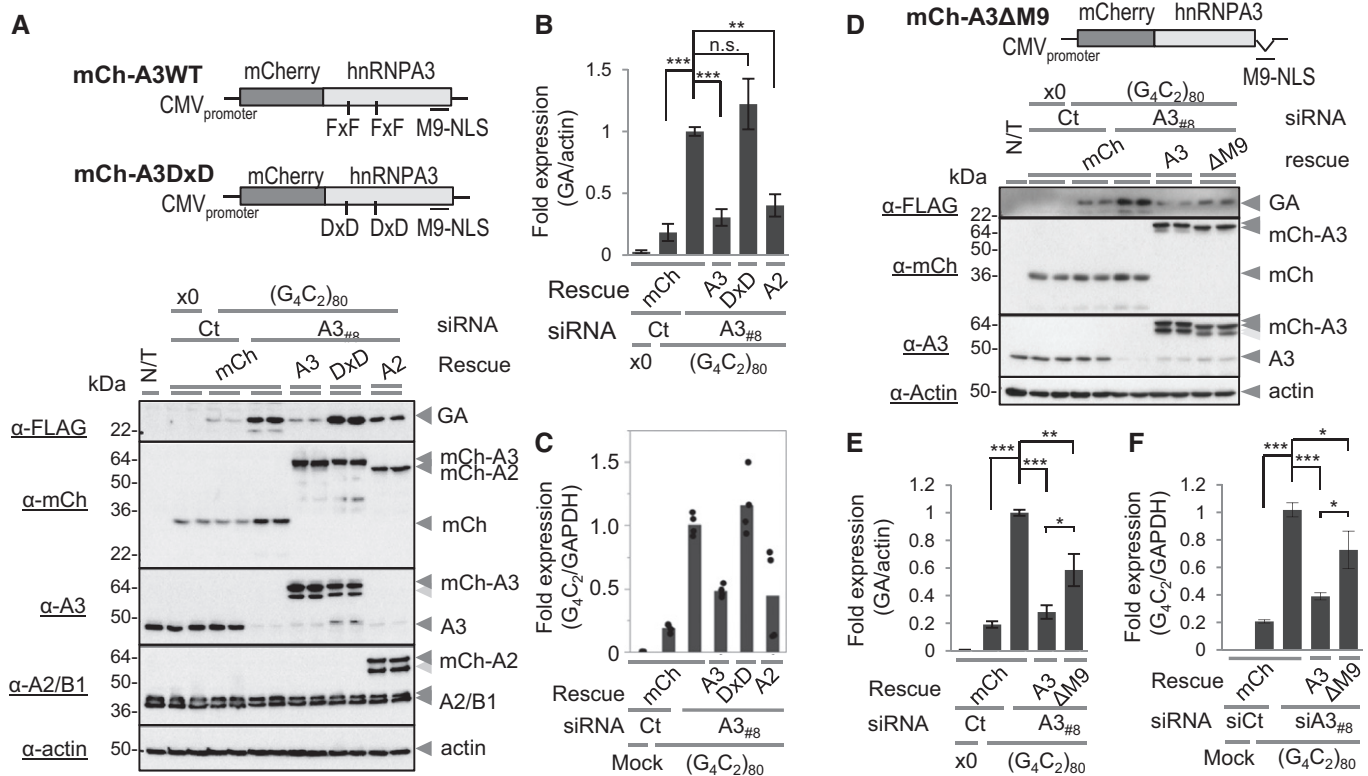 A
mCh-A3WT
mCherry hnRNPA3
CMVpromoter
FxF FxF M9-NLS
mCh-A3DxD
mCherry hnRNPA3
CMVpromoter
DxD DxD M9-NLS
x0 (G4C2)80
Ct A3#8 siRNA
N/T mCh A3 DxD A2 Rescue
kDa
α-FLAG GA
22-
64- mCh-A3
mCh-A2
50-
α-mCh
36-
mCh
22-
64- mCh-A3
α-A3
50- A3
64- mCh-A2
α-A2/B1 50-
A2/B1
36-
α-actin 50- actin
B
**
n.s.
*** ***
Fold expression
(GA/actin)
1.5
1
0.5
0
Rescue mCh A3 DxD A2
siRNA Ct A3#8
x0 (G4C2)80
C
Fold expression
(G4C2/GAPDH)
1.5
1.0
0.5
0
Rescue mCh A3 DxD A2
siRNA Ct A3#8
Mock (G4C2)80
D
mCh-A3ΔM9
mCherry hnRNPA3
CMVpromoter
M9-NLS
x0 (G4C2)80
Ct A3#8 siRNA
N/T mCh A3 ΔM9 rescue
kDa
α-FLAG GA
22-
64- mCh-A3
50-
α-mCh
36- mCh
64- mCh-A3
α-A3 50-
A3
α-Actin 50- actin
E
**
*** ***
*
Fold expression
(GA/actin)
1.2
1
0.8
0.6
0.4
0.2
0
Rescue mCh A3 ΔM9
siRNA Ct A3#8
x0 (G4C2)80
F
*
*** ***
*
Fold expression
(G4C2/GAPDH)
1.2
1
0.8
0.6
0.4
0.2
0
Rescue mCh A3 ΔM9
siRNA siCt siA3#8
Mock (G4C2)80